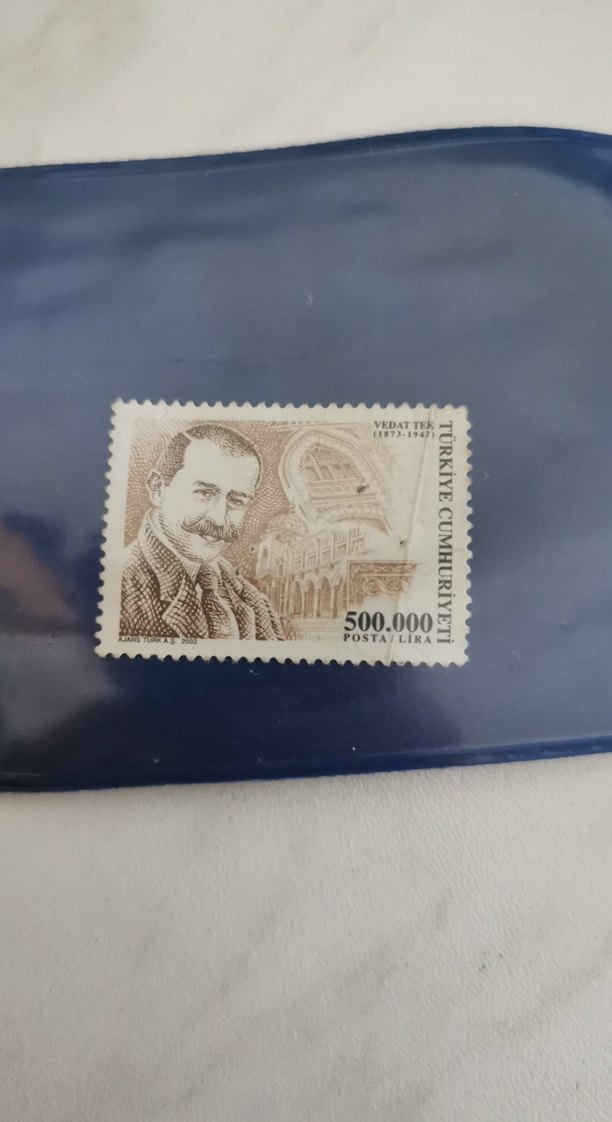 VEDAT TEK
(1873-1947)
TÜRKİYE CUMHURİYETİ
500.000
POSTA / LİRA
AJANS TÜRK A.Ş. 2002